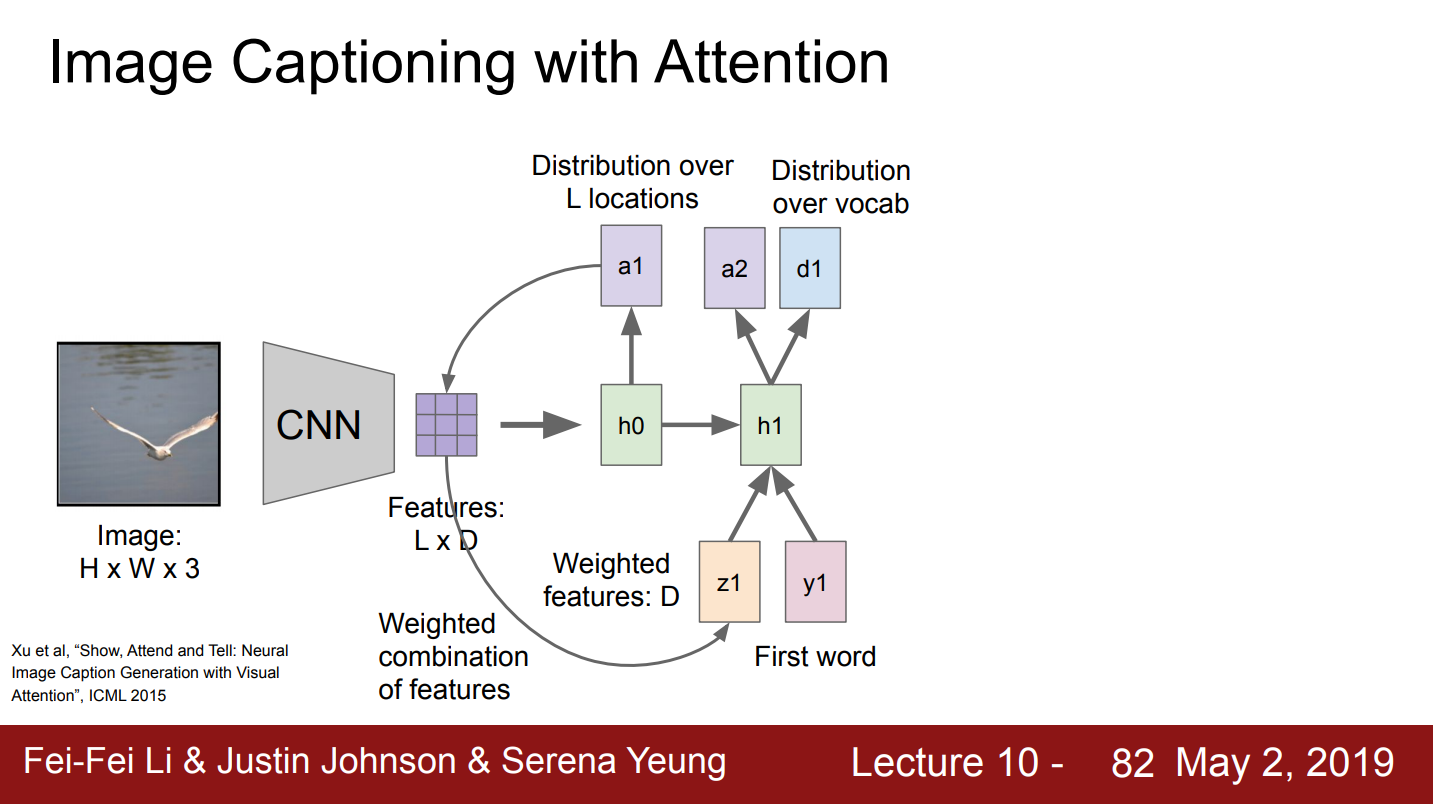 Image Captioning with Attention
Distribution over
L locations
Distribution
over vocab
a1
a2
d1
CNN
h0
h1
Features:
L x D
Image:
H x W x 3
Weighted
features: D
z1
y1
Weighted
combination
of features
First word
Xu et al, “Show, Attend and Tell: Neural
Image Caption Generation with Visual
Attention”, ICML 2015
Fei-Fei Li & Justin Johnson & Serena Yeung
Lecture 10 - 82 May 2, 2019